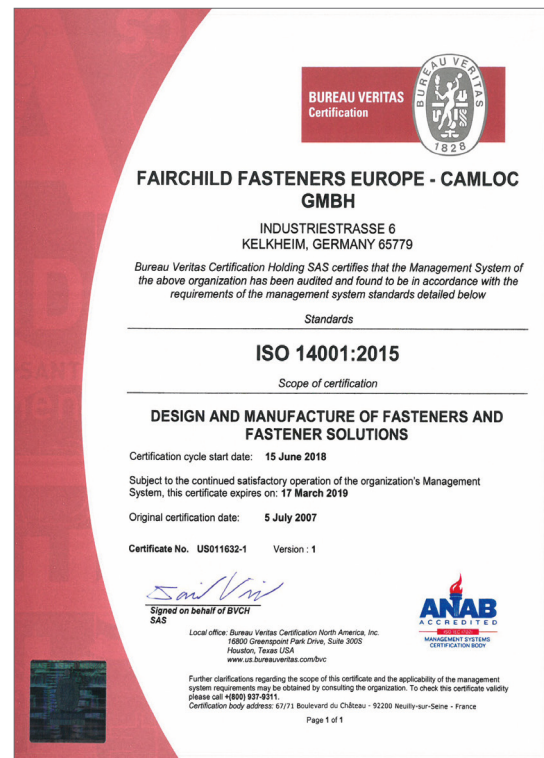 BUREAU VERITAS
Certification
BUREAU VERITAS
1828
FAIRCHILD FASTENERS EUROPE - CAMLOC
GMBH
INDUSTRIESTRASSE 6
KELKHEIM, GERMANY 65779
Bureau Veritas Certification Holding SAS certifies that the Management System of
the above organization has been audited and found to be in accordance with the
requirements of the management system standards detailed below
Standards
ISO 14001:2015
Scope of certification
DESIGN AND MANUFACTURE OF FASTENERS AND
FASTENER SOLUTIONS
Certification cycle start date: 15 June 2018
Subject to the continued satisfactory operation of the organization's Management
System, this certificate expires on: 17 March 2019
Original certification date: 5 July 2007
Certificate No. US011632-1 Version : 1
Signed on behalf of BVCH
SAS
ANAB
ACCREDITED
MANAGEMENT SYSTEMS
CERTIFICATION BODY
Local office: Bureau Veritas Certification North America, Inc.
16800 Greenspoint Park Drive, Suite 300S
Houston, Texas USA
www.us.bureauveritas.com/bvc
Further clarifications regarding the scope of this certificate and the applicability of the management
system requirements may be obtained by consulting the organization. To check this certificate validity
please call +(800) 937-9311.
Certification body address: 67/71 Boulevard du Château - 92200 Neuilly-sur-Seine - France
Page 1 of 1